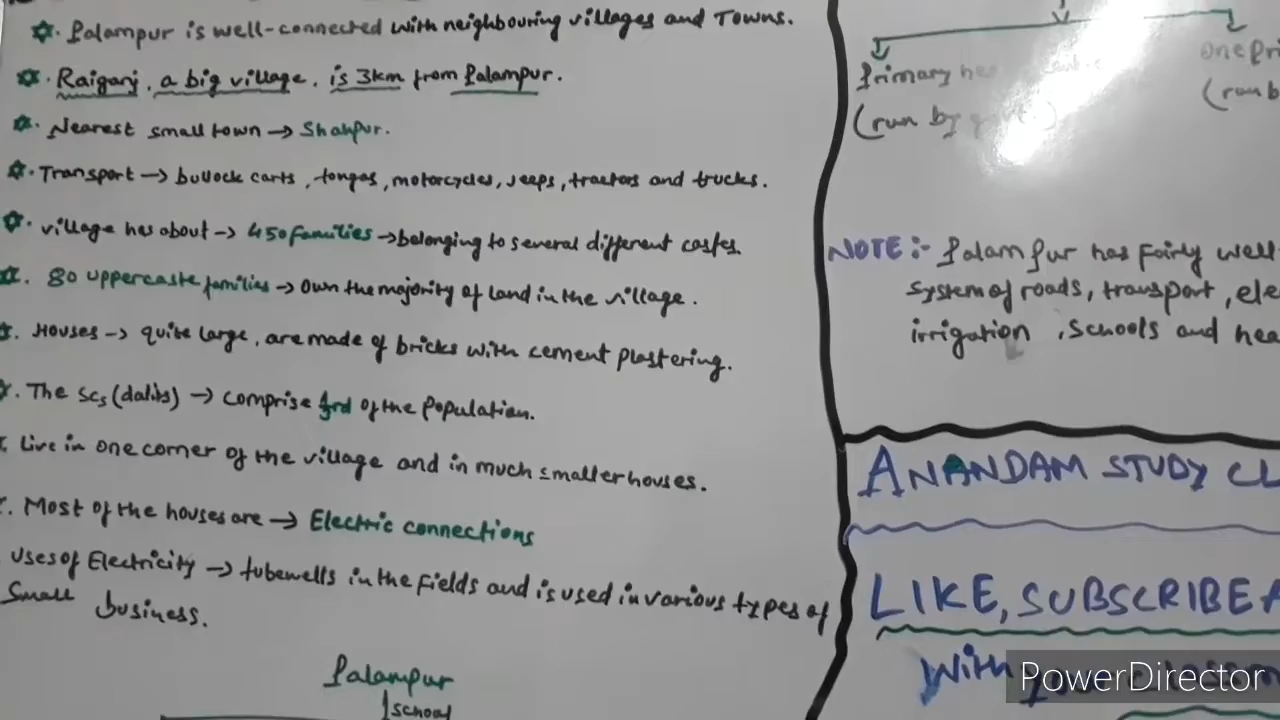 Palampur is well-connected with neighbouring villages and Towns.
Raiganj, a big village, is 3km from Palampur.
Nearest small town → Shahpur.
Transport → bullock carts, tongas, motorcycles, jeeps, tractors and trucks.
village has about → 450 families → belonging to several different castes.
80 uppercaste families → own the majority of land in the village.
Houses → quite large, are made of bricks with cement plastering.
The SCs (dalits) → comprise rd of the population.
Live in one corner of the village and in much smaller houses.
Most of the houses are → Electric connections
Uses of Electricity → tubewells in the fields and is used in various types of
small business.
Palampur
school
Primary
(run by
one Pri
(run b
NOTE:- Palampur has fairly well
system of roads, transport, ele
irrigation, schools and hea
ANANDAM STUDY CL
LIKE, SUBSCRIBE A
with
PowerDirector